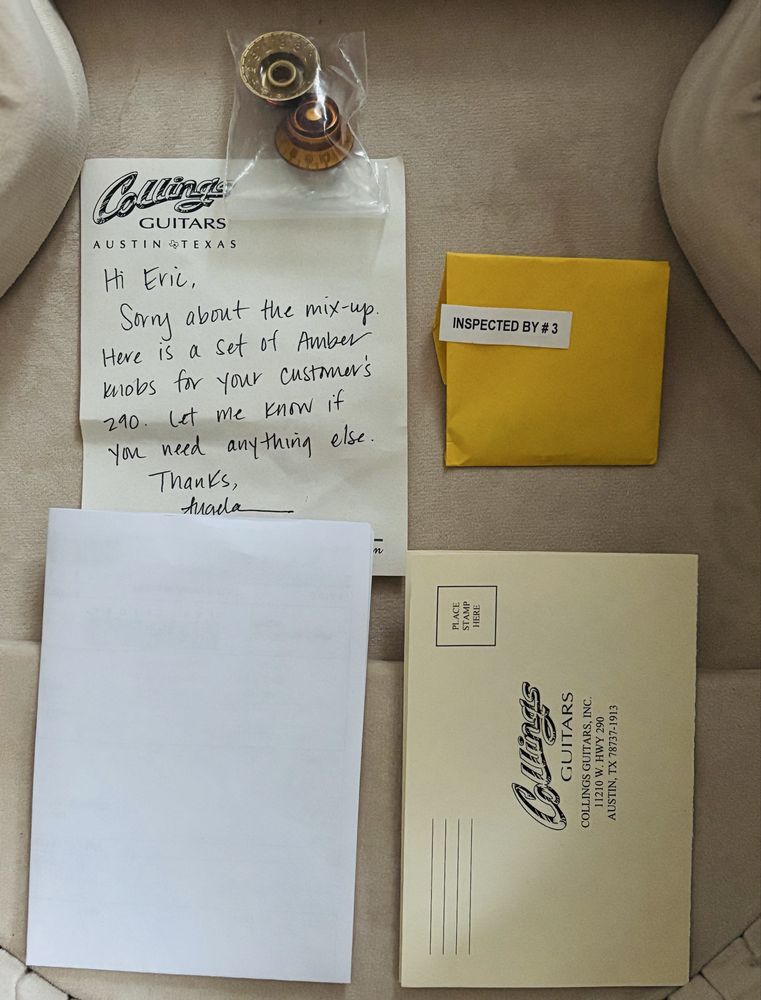 Collings
GUITARS
AUSTIN TEXAS
Hi Eric,
Sorry about the mix-up.
Here is a set of Amber
knobs for your customer's
290. Let me know if
you need anything else.
Thanks,
Angela
INSPECTED BY # 3
PLACE
STAMP
HERE
Collings
GUITARS
COLLINGS GUITARS, INC.
11210 W. HWY 290
AUSTIN, TX 78737-1913